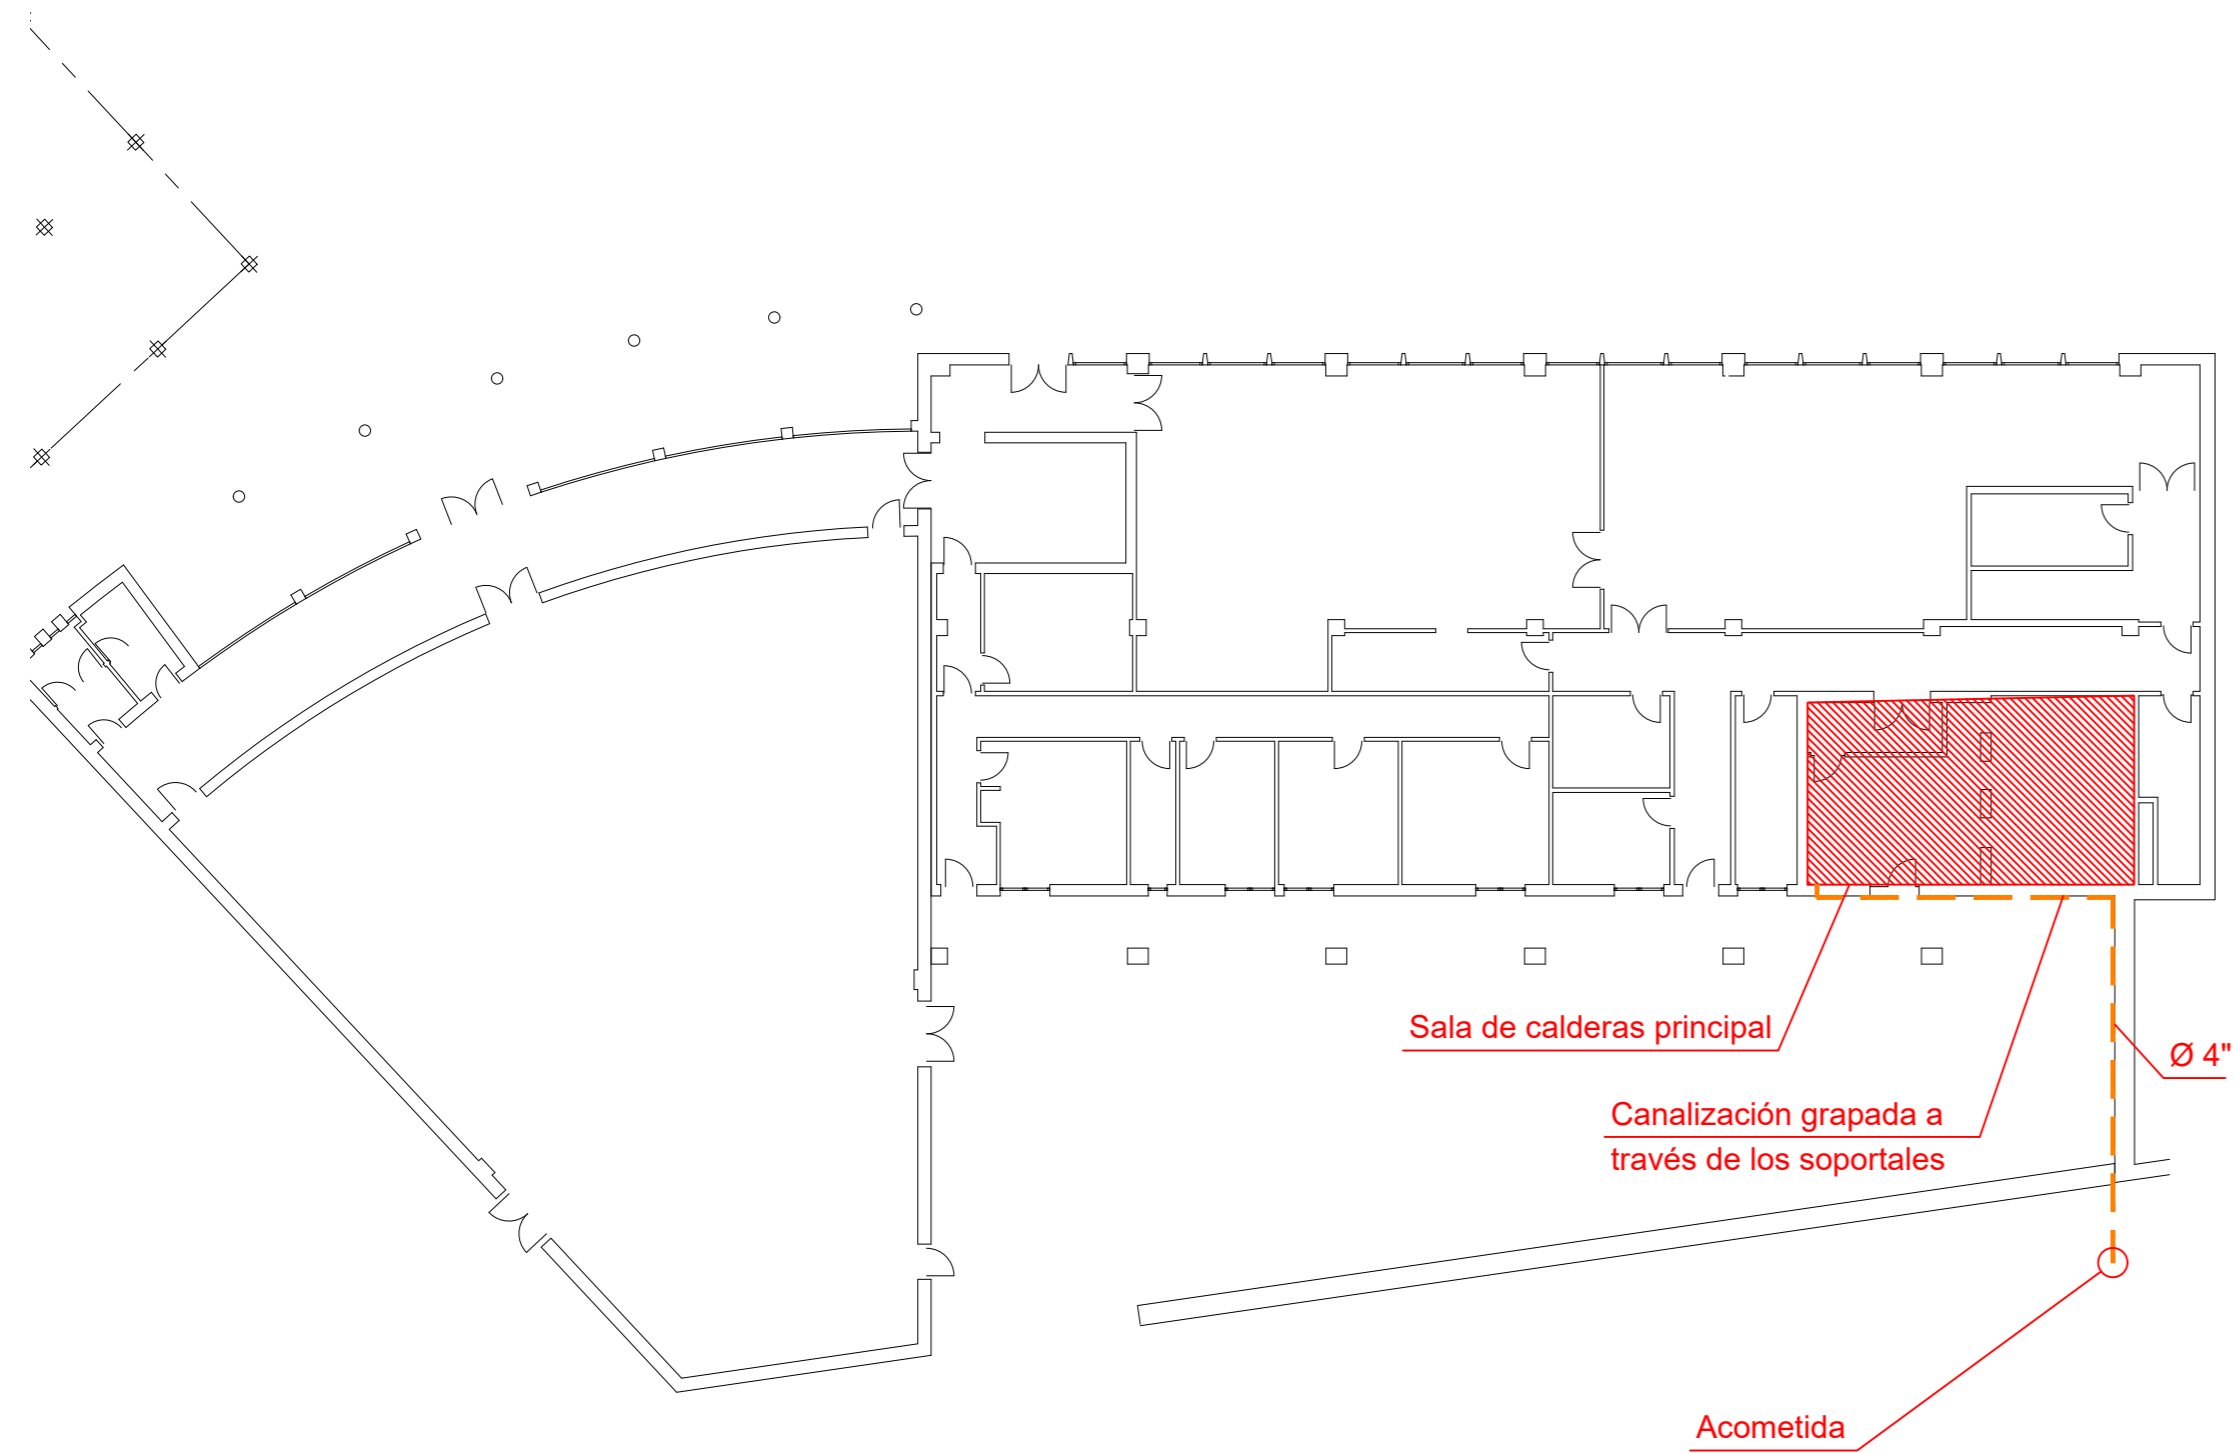 Sala de calderas principal
Ø 4"
Canalización grapada a
través de los soportales
Acometida